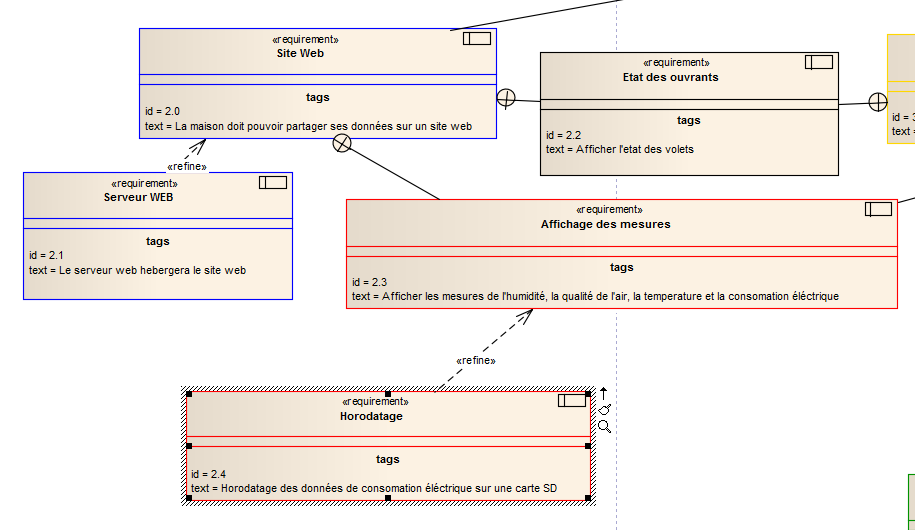 «requirement»
Site Web
tags
id = 2.0
text = La maison doit pouvoir partager ses données sur un site web
«requirement»
Etat des ouvrants
tags
id = 2.2
text = Afficher l'etat des volets
id = 3
text =
«refine»
«requirement»
Serveur WEB
tags
id = 2.1
text = Le serveur web hebergera le site web
«requirement»
Affichage des mesures
tags
id = 2.3
text = Afficher les mesures de l'humidité, la qualité de l'air, la temperature et la consomation éléctrique
«refine»
«requirement»
Horodatage
tags
id = 2.4
text = Horodatage des données de consomation éléctrique sur une carte SD